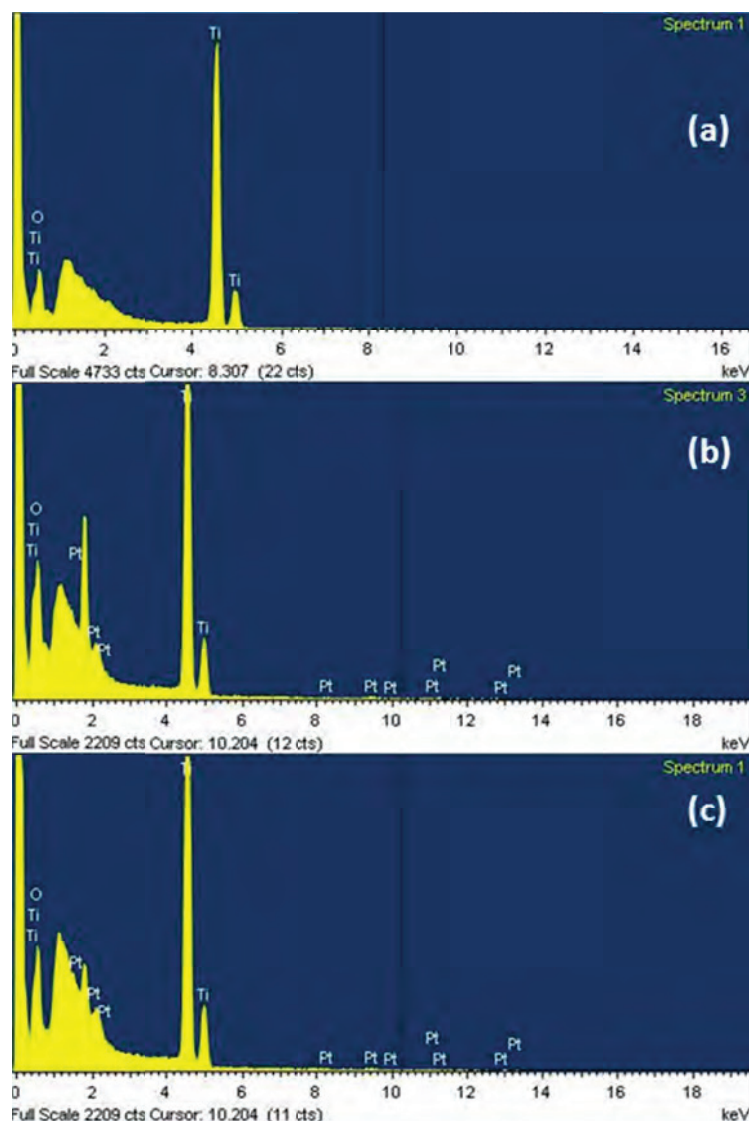 Spectrum 1
Ti
(a)
O
Ti
Ti
Ti
0 2 4 6 8 10 12 14 16
Full Scale 4733 cts Cursor: 8.307 (22 cts) keV
Spectrum 3
Ti
(b)
O
Ti
Ti Pt
Pt
Pt Ti
Pt Pt
Pt Pt Pt Pt Pt
0 2 4 6 8 10 12 14 16 18
Full Scale 2209 cts Cursor: 10.204 (12 cts) keV
Spectrum 1
Ti
(c)
O
Ti
Ti
Pt
Pt Ti
Pt
Pt Pt
Pt Pt Pt Pt Pt
0 2 4 6 8 10 12 14 16 18
Full Scale 2209 cts Cursor: 10.204 (11 cts) keV